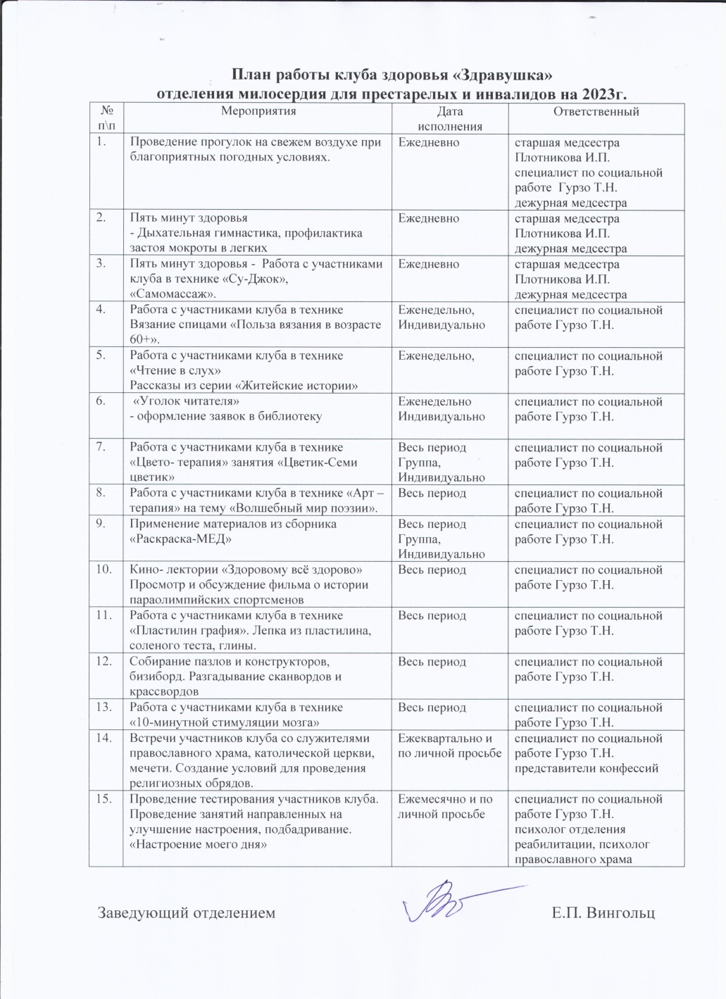 План работы клуба здоровья «Здравушка»
отделения милосердия для престарелых и инвалидов на 2023г.
№ п\п Мероприятия Дата исполнения Ответственный
1. Проведение прогулок на свежем воздухе при благоприятных погодных условиях. Ежедневно старшая медсестра Плотникова И.П. специалист по социальной работе Гурзо Т.Н. дежурная медсестра
2. Пять минут здоровья - Дыхательная гимнастика, профилактика застоя мокроты в легких Ежедневно старшая медсестра Плотникова И.П. дежурная медсестра
3. Пять минут здоровья - Работа с участниками клуба в технике «Су-Джок», «Самомассаж». Ежедневно старшая медсестра Плотникова И.П. дежурная медсестра
4. Работа с участниками клуба в технике Вязание спицами «Польза вязания в возрасте 60+». Еженедельно, Индивидуально специалист по социальной работе Гурзо Т.Н.
5. Работа с участниками клуба в технике «Чтение в слух» Рассказы из серии «Житейские истории» Еженедельно, специалист по социальной работе Гурзо Т.Н.
6. «Уголок читателя» - оформление заявок в библиотеку Еженедельно Индивидуально специалист по социальной работе Гурзо Т.Н.
7. Работа с участниками клуба в технике «Цвето- терапия» занятия «Цветик-Семи цветик» Весь период Группа, Индивидуально специалист по социальной работе Гурзо Т.Н.
8. Работа с участниками клуба в технике «Арт – терапия» на тему «Волшебный мир поэзии». Весь период специалист по социальной работе Гурзо Т.Н.
9. Применение материалов из сборника «Раскраска-МЕД» Весь период Группа, Индивидуально специалист по социальной работе Гурзо Т.Н.
10. Кино- лектории «Здоровому всё здорово» Просмотр и обсуждение фильма о истории параолимпийских спортсменов Весь период специалист по социальной работе Гурзо Т.Н.
11. Работа с участниками клуба в технике «Пластилин графия». Лепка из пластилина, соленого теста, глины. Весь период специалист по социальной работе Гурзо Т.Н.
12. Собирание пазлов и конструкторов, бизиборд. Разгадывание сканвордов и крассвордов Весь период специалист по социальной работе Гурзо Т.Н.
13. Работа с участниками клуба в технике «10-минутной стимуляции мозга» Весь период специалист по социальной работе Гурзо Т.Н.
14. Встречи участников клуба со служителями православного храма, католической церкви, мечети. Создание условий для проведения религиозных обрядов. Ежеквартально и по личной просьбе специалист по социальной работе Гурзо Т.Н. представители конфессий
15. Проведение тестирования участников клуба. Проведение занятий направленных на улучшение настроения, подбадривание. «Настроение моего дня» Ежемесячно и по личной просьбе специалист по социальной работе Гурзо Т.Н. психолог отделения реабилитации, психолог православного храма
Заведующий отделением Е.П. Вингольц